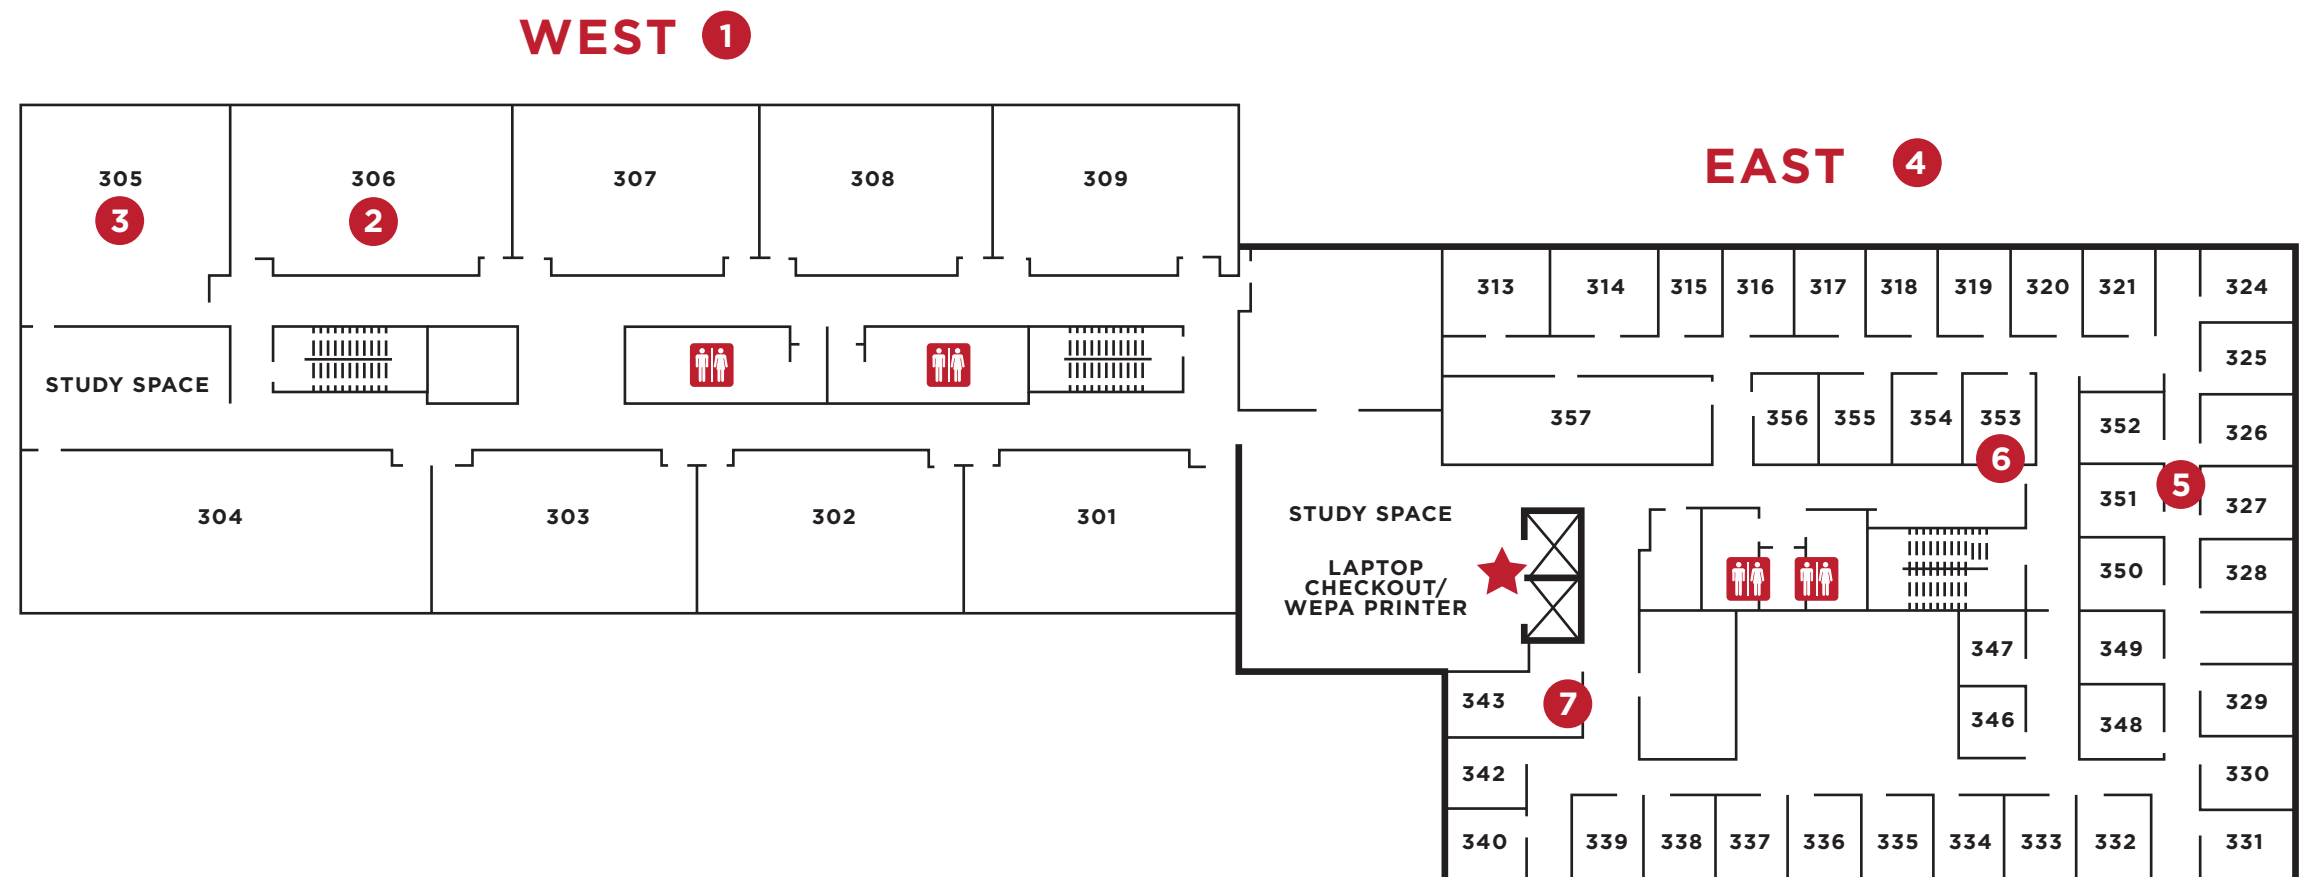 WEST 1
EAST 4
305 306 307 308 309
3 2
313 314 315 316 317 318 319 320 321 324
325
STUDY SPACE
357 356 355 354 353 352 326
6
5
351 327
304 303 302 301
STUDY SPACE
LAPTOP
CHECKOUT/
WEPA PRINTER
350 328
347 349
343 7 329
346 348
342 330
340 339 338 337 336 335 334 333 332 331